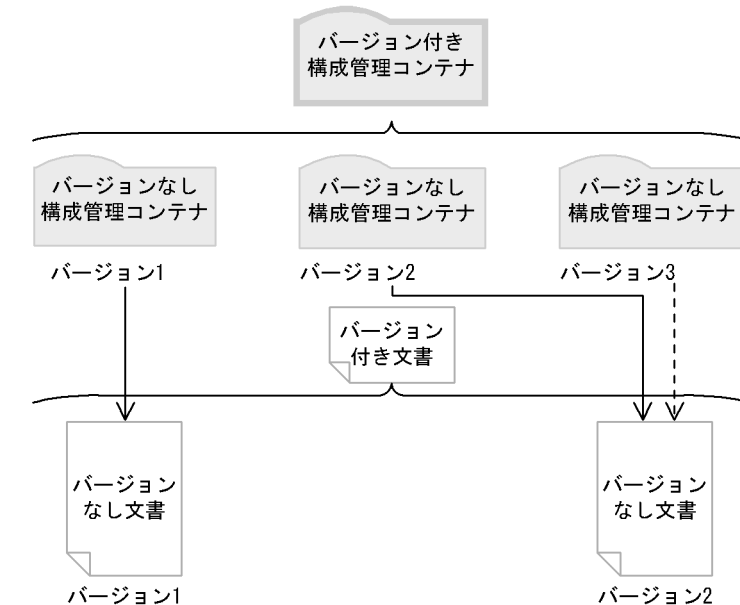 バージョン付き
構成管理コンテナ
バージョンなし
構成管理コンテナ
バージョンなし
構成管理コンテナ
バージョンなし
構成管理コンテナ
バージョン1
バージョン2
バージョン3
バージョン
付き文書
バージョン
なし文書
バージョン
なし文書
バージョン1
バージョン2